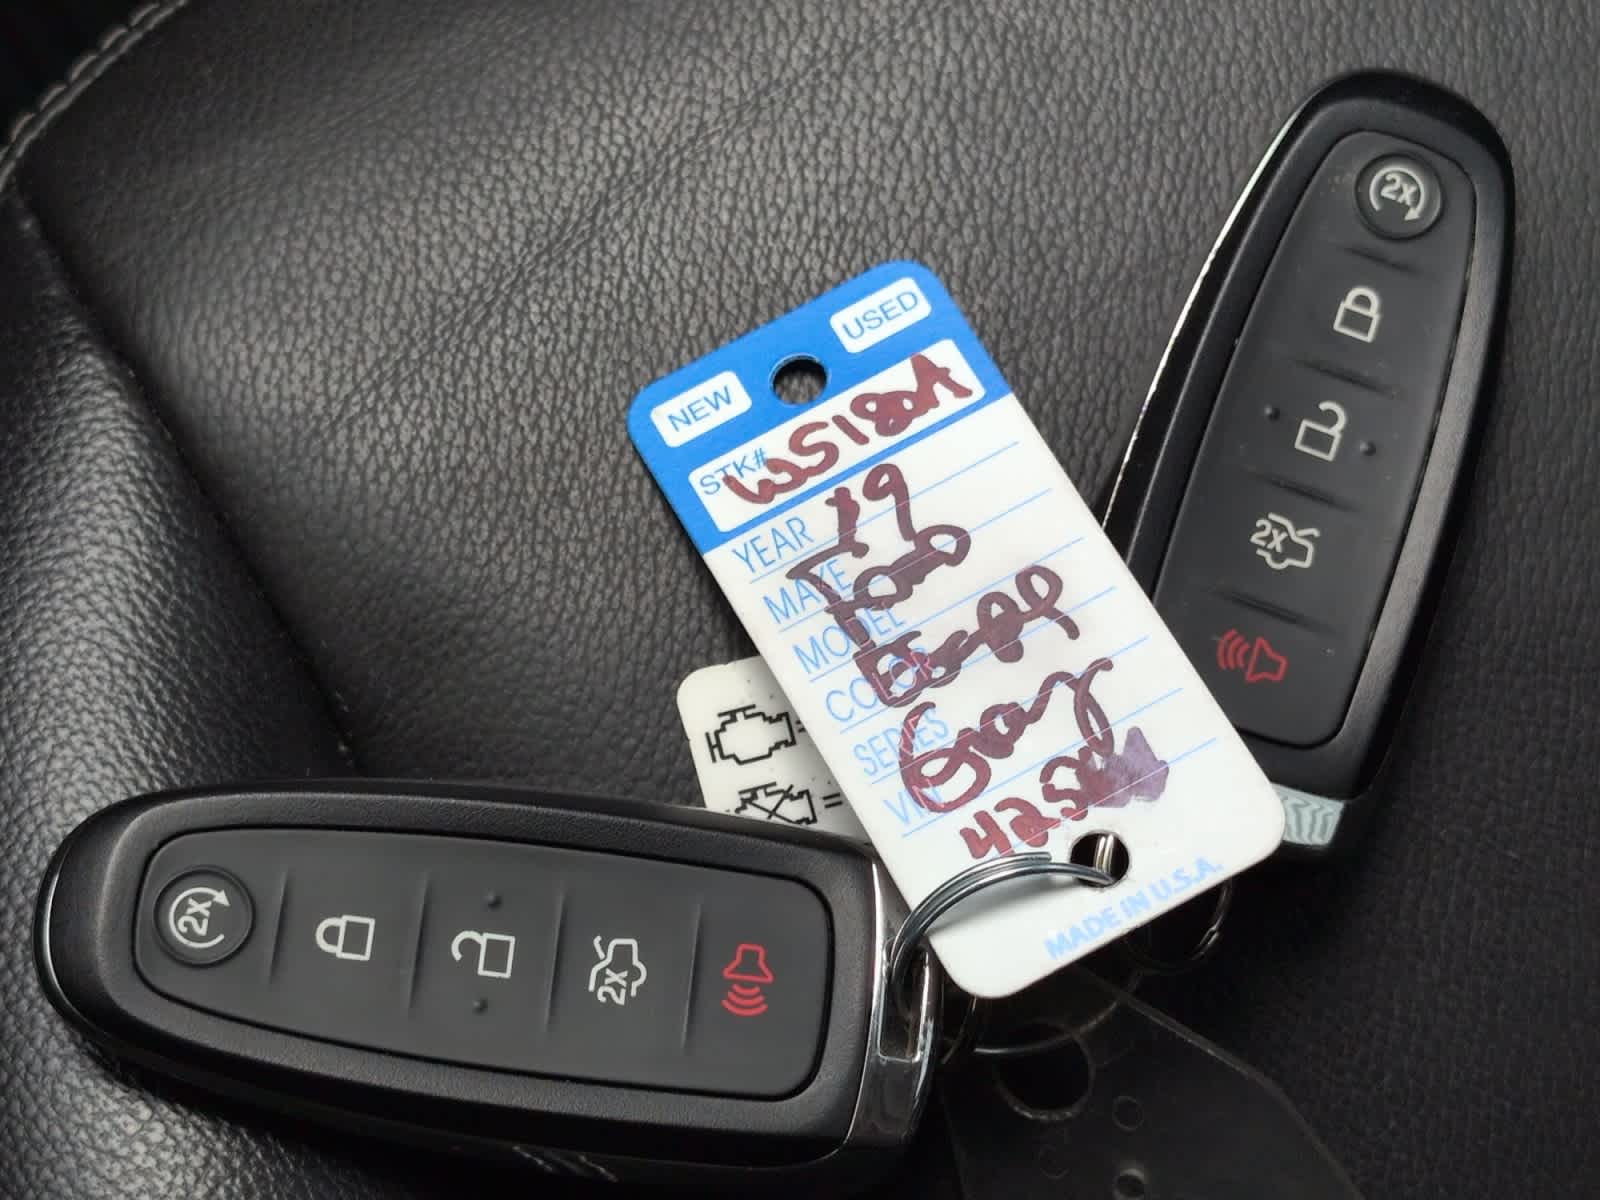 NEW
USED
STK# W5180A
YEAR 19
MAKE Ford
MODEL Escape
COLOR Gray
SERIES
VIN 425
MADE IN U.S.A.
2x
2x
2x
2x
=
=